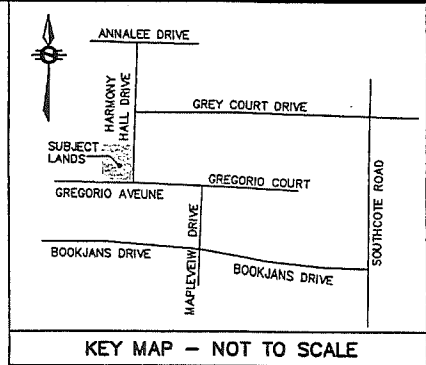 ANNALEE DRIVE
HARMONY
HALL DRIVE
GREY COURT DRIVE
SUBJECT
LANDS
GREGORIO COURT
GREGORIO AVEUNE
MAPLEVEIW DRIVE
SOUTHCOTE ROAD
BOOKJANS DRIVE
BOOKJANS DRIVE
KEY MAP - NOT TO SCALE